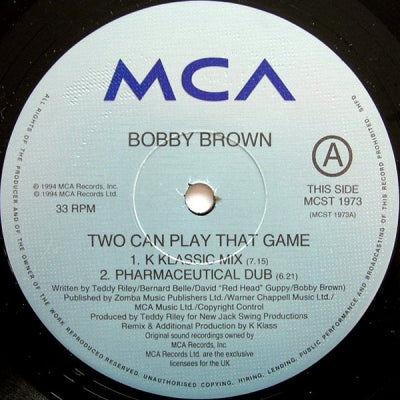 MCA
BOBBY BROWN
A
℗ 1994 MCA Records, Inc.
© 1994 MCA Records, Inc.
33 RPM
THIS SIDE
MCST 1973
(MCST 1973A)
TWO CAN PLAY THAT GAME
1. K KLASSIC MIX (7.15)
2. PHARMACEUTICAL DUB (6.21)
Written by Teddy Riley/Bernard Belle/David "Red Head" Guppy/Bobby Brown)
Published by Zomba Music Publishers Ltd./Warner Chappell Music Ltd./
MCA Music Ltd./Copyright Control
Produced by Teddy Riley for New Jack Swing Productions
Remix & Additional Production by K Klass
Original sound recordings owned by
MCA Records, Inc
MCA Records Ltd. are the exclusive
licensees for the UK
ALL RIGHTS OF THE PRODUCER AND OF THE OWNER OF THE WORK REPRODUCED RESERVED. UNAUTHORISED COPYING, HIRING, LENDING, PUBLIC PERFORMANCE AND BROADCASTING OF THIS RECORD PROHIBITED.